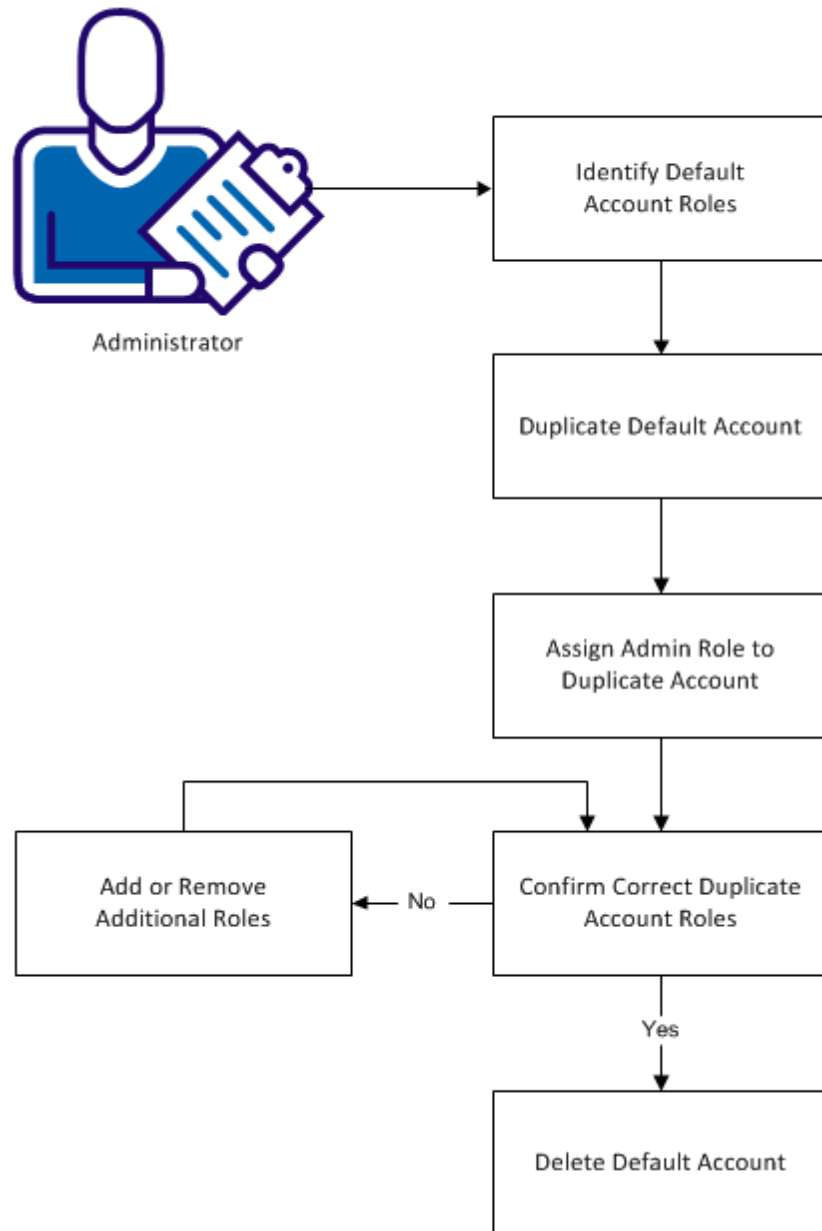 Identify Default
Account Roles
Administrator
Duplicate Default Account
Assign Admin Role to
Duplicate Account
Add or Remove
Additional Roles
No
Confirm Correct Duplicate
Account Roles
Yes
Delete Default Account